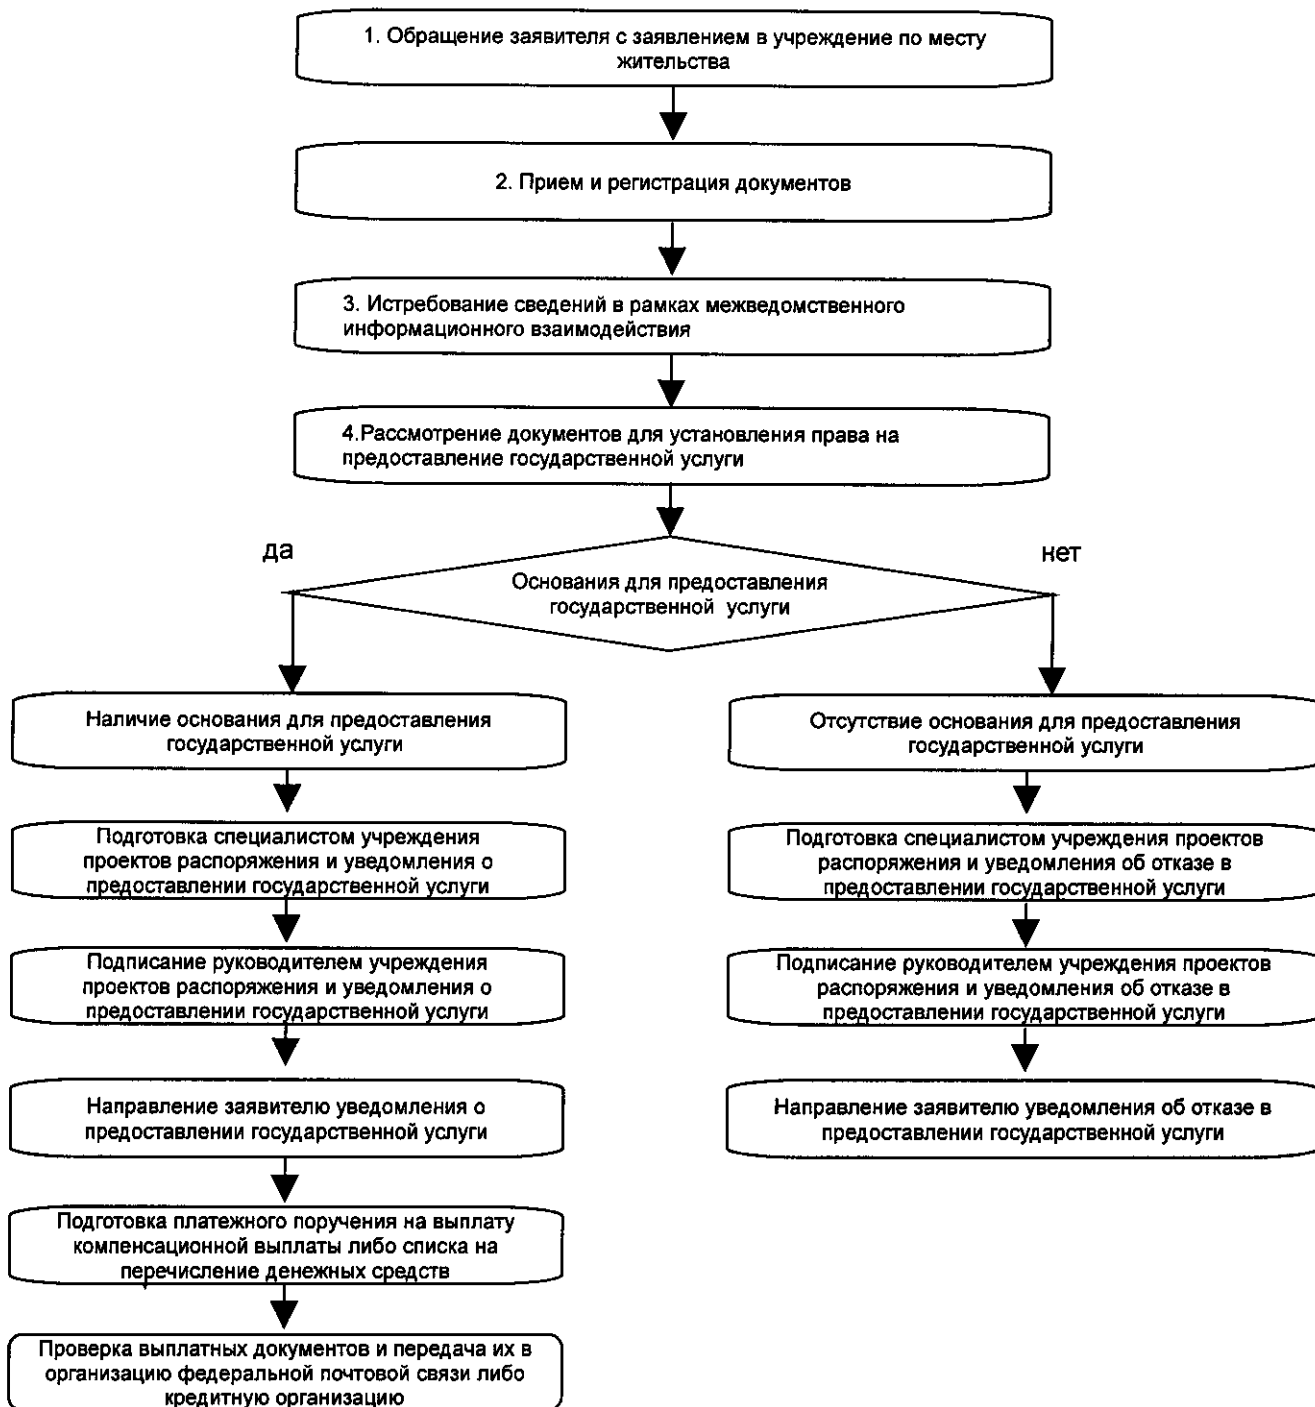 1. Обращение заявителя с заявлением в учреждение по месту
жительства
2. Прием и регистрация документов
3. Истребование сведений в рамках межведомственного
информационного взаимодействия
4.Рассмотрение документов для установления права на
предоставление государственной услуги
да
нет
Основания для предоставления
государственной услуги
Наличие основания для предоставления
государственной услуги
Отсутствие основания для предоставления
государственной услуги
Подготовка специалистом учреждения
проектов распоряжения и уведомления о
предоставлении государственной услуги
Подготовка специалистом учреждения проектов
распоряжения и уведомления об отказе в
предоставлении государственной услуги
Подписание руководителем учреждения
проектов распоряжения и уведомления о
предоставлении государственной услуги
Подписание руководителем учреждения проектов
распоряжения и уведомления об отказе в
предоставлении государственной услуги
Направление заявителю уведомления о
предоставлении государственной услуги
Направление заявителю уведомления об отказе в
предоставлении государственной услуги
Подготовка платежного поручения на выплату
компенсационной выплаты либо списка на
перечисление денежных средств
Проверка выплатных документов и передача их в
организацию федеральной почтовой связи либо
кредитную организацию